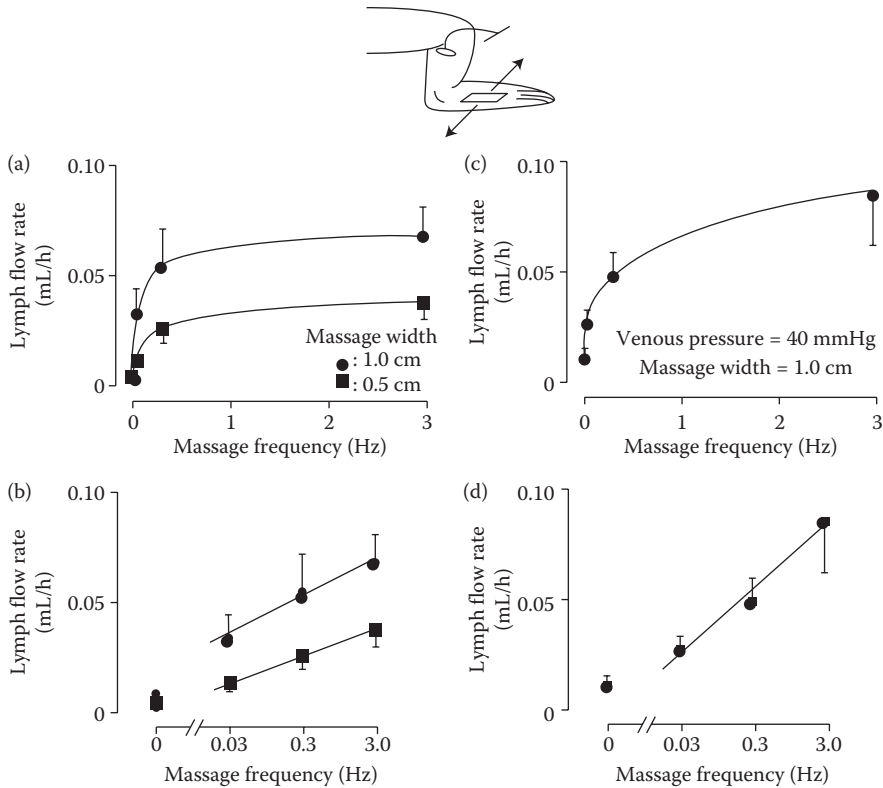 (a)
0.10
0.05
0
Lymph flow rate
(mL/h)
Massage width
: 1.0 cm
: 0.5 cm
0 1 2 3
Massage frequency (Hz)
(c)
0.10
0.05
0
Lymph flow rate
(mL/h)
Venous pressure = 40 mmHg
Massage width = 1.0 cm
0 1 2 3
Massage frequency (Hz)
(b)
0.10
0.05
0
Lymph flow rate
(mL/h)
0 0.03 0.3 3.0
Massage frequency (Hz)
(d)
0.10
0.05
0
Lymph flow rate
(mL/h)
0 0.03 0.3 3.0
Massage frequency (Hz)